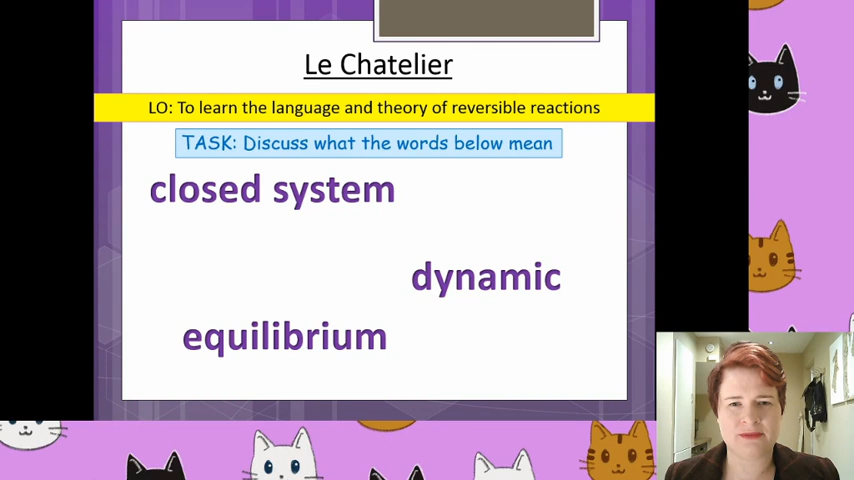 Le Chatelier
LO: To learn the language and theory of reversible reactions
TASK: Discuss what the words below mean
closed system
dynamic
equilibrium